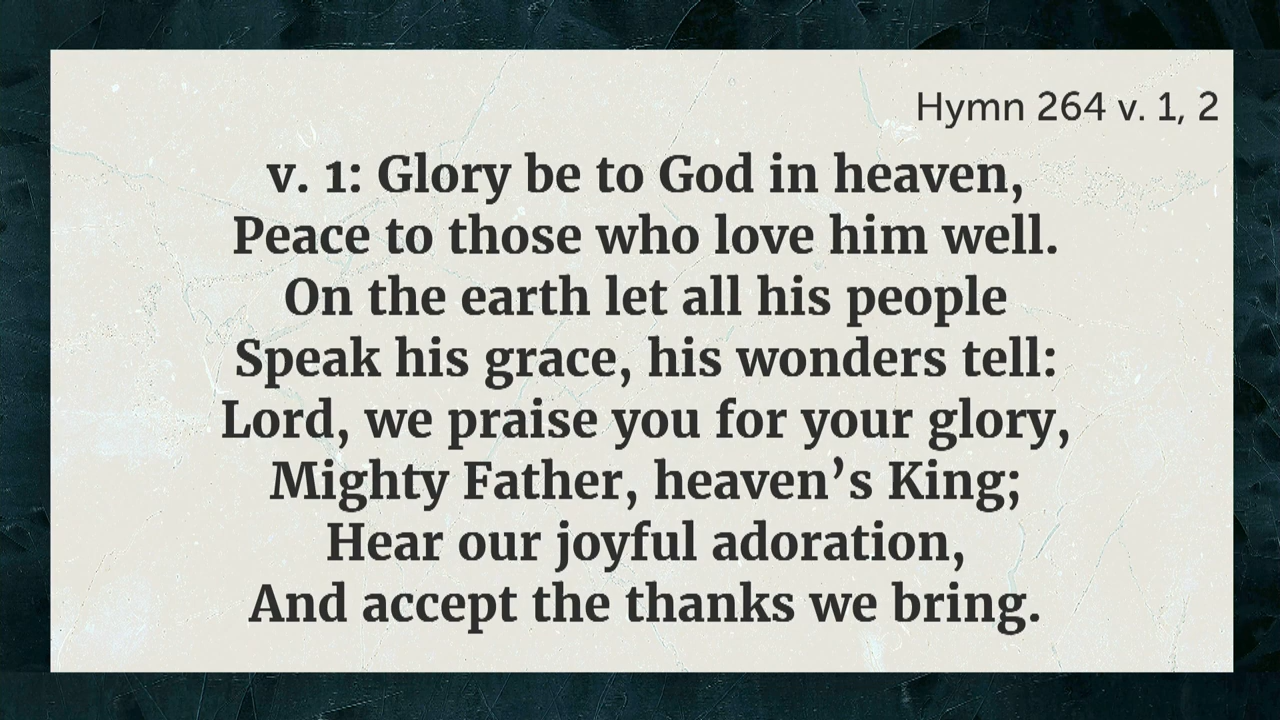 Hymn 264 v. 1, 2
v. 1: Glory be to God in heaven,
Peace to those who love him well.
On the earth let all his people
Speak his grace, his wonders tell:
Lord, we praise you for your glory,
Mighty Father, heaven’s King;
Hear our joyful adoration,
And accept the thanks we bring.